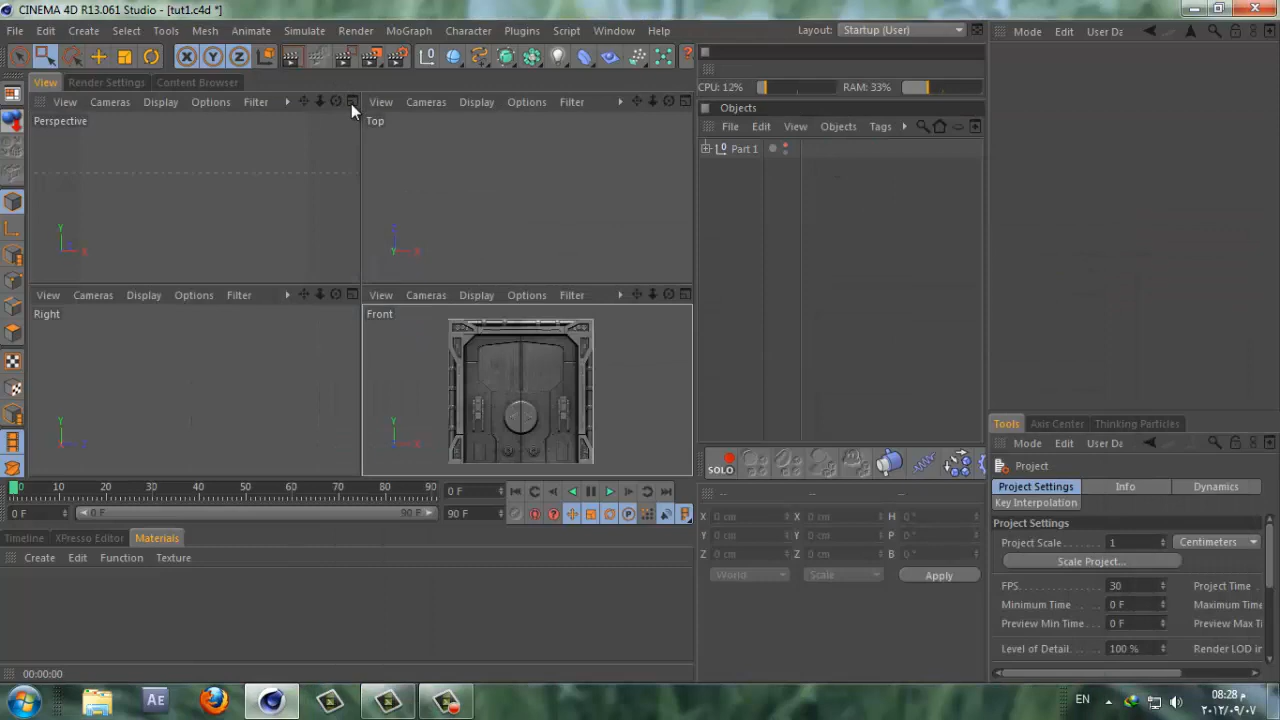 CINEMA 4D R13.061 Studio - [tut1.c4d *]
File Edit Create Select Tools Mesh Animate Simulate Render MoGraph Character Plugins Script Window Help Layout: Startup (User)
Mode Edit User Da
View Render Settings Content Browser
CPU: 12% RAM: 33%
View Cameras Display Options Filter
View Cameras Display Options Filter
Objects
Perspective
Top
File Edit View Objects Tags
Part 1
Y
X
Z
Y
X
View Cameras Display Options Filter
View Cameras Display Options Filter
Right
Front
Y
X
Y
X
Tools Axis Center Thinking Particles
Mode Edit User Da
SOLO
Project
Project Settings Info Dynamics
Key Interpolation
0 10 20 30 40 50 60 70 80 90 0 F
0 F 0 F 90 F 90 F
-- -- --
X 0 cm X 0 cm H 0°
Y 0 cm Y 0 cm P 0°
Z 0 cm Z 0 cm B 0°
World Scale Apply
Project Settings
Project Scale 1 Centimeters
Scale Project...
FPS 30 Project Time
Minimum Time 0 F Maximum Time
Preview Min Time 0 F Preview Max Ti
Level of Detail 100 % Render LOD in
Timeline XPresso Editor Materials
Create Edit Function Texture
00:00:00
AE
EN
08:28 م
٢٠١٢/٠٩/٠٧